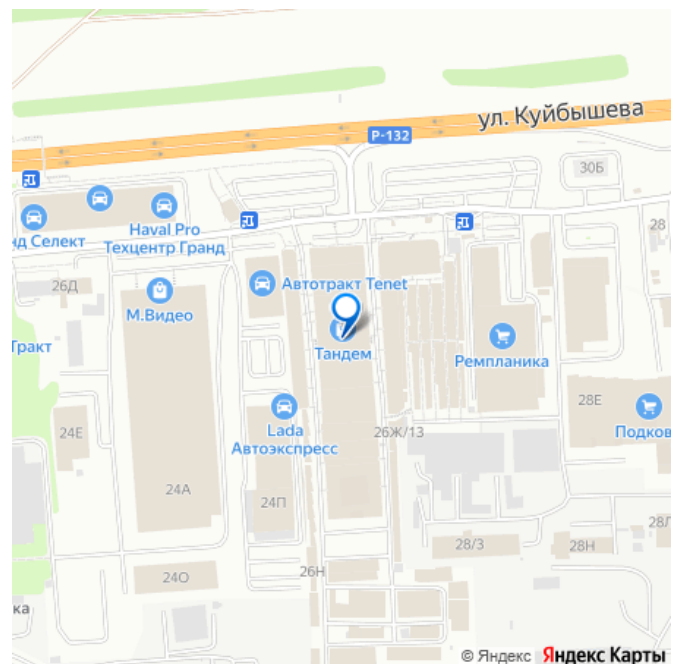 ул. Куйбышева
Р-132
30Б
Haval Pro
Техцентр Гранд
нд Селект
28
26Д
М.Видео
Автотракт Tenet
Тракт
Тандем
Ремпланика
28Е
Подков
Lada
Автоэкспресс
24Е
26Ж/13
24А
24П
28/3
28Н
28Л
24О
26Н
ка
© Яндекс Яндекс Карты